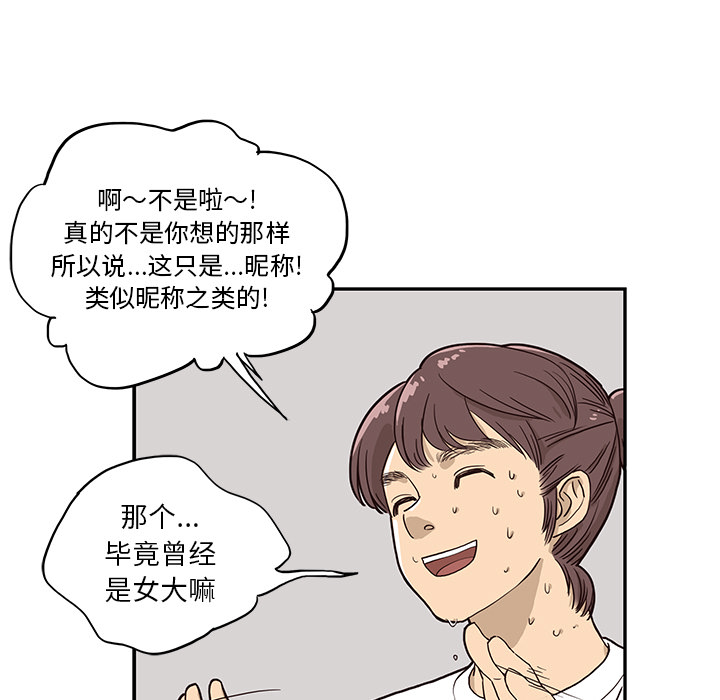 啊～不是啦～!
真的不是你想的那样
所以说...这只是...昵称!
类似昵称之类的!
那个...
毕竟曾经
是女大嘛